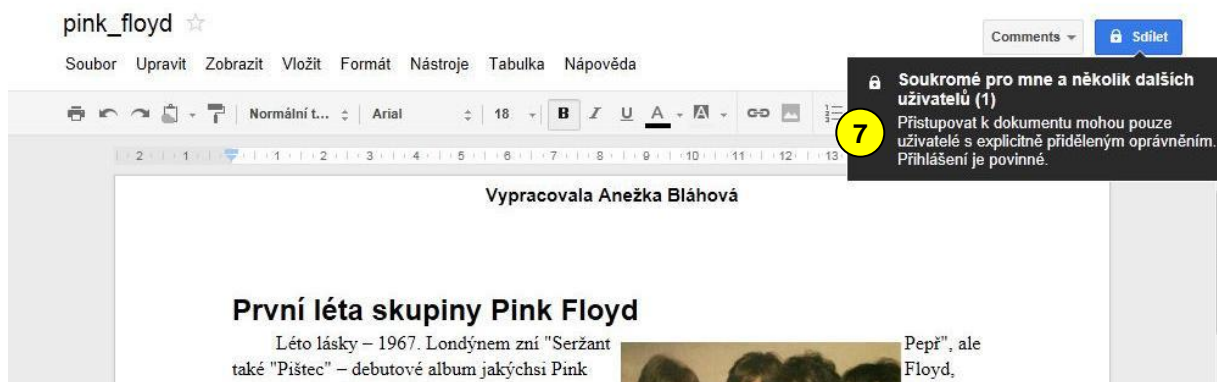 pink_floyd
Comments
Sdílet
Soubor Upravit Zobrazit Vložit Formát Nástroje Tabulka Nápověda
Soukromé pro mne a několik dalších
uživatelů (1)
Přistupovat k dokumentu mohou pouze
uživatelé s explicitně přiděleným oprávněním.
Přihlášení je povinné.
7
Normální t... Arial 18 B I U A A
2 1 1 2 3 4 5 6 7 8 9 10 11 12 13
Vypracovala Anežka Bláhová
První léta skupiny Pink Floyd
Léto lásky – 1967. Londýnem zní "Seržant Pepř", ale
také "Pištec" – debutové album jakýchsi Pink Floyd,